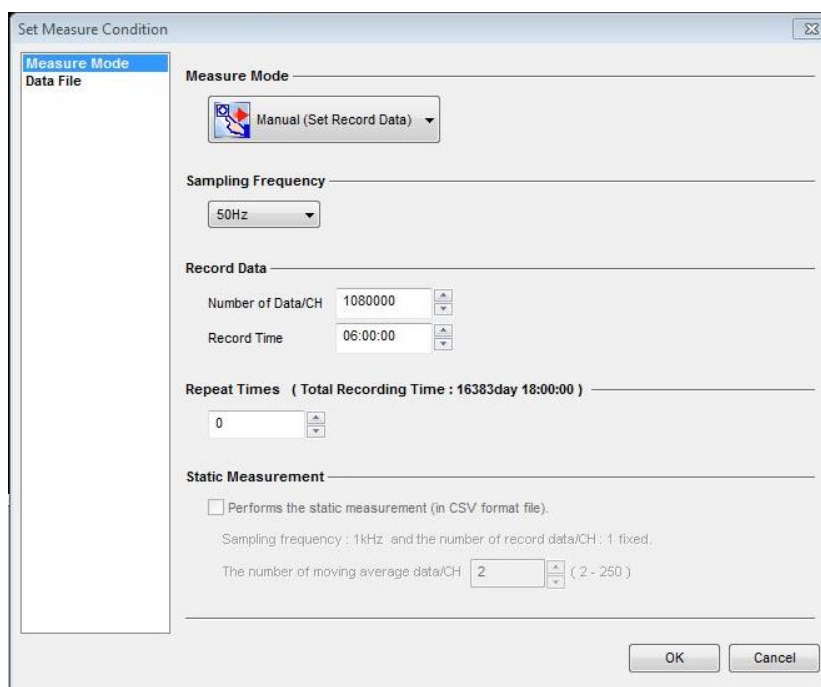 Set Measure Condition
Measure Mode
Data File
Measure Mode
Manual (Set Record Data)
Sampling Frequency
50Hz
Record Data
Number of Data/CH 1080000
Record Time 06:00:00
Repeat Times ( Total Recording Time : 16383day 18:00:00 )
0
Static Measurement
Performs the static measurement (in CSV format file).
Sampling frequency : 1kHz and the number of record data/CH : 1 fixed.
The number of moving average data/CH 2 ( 2 - 250 )
OK Cancel